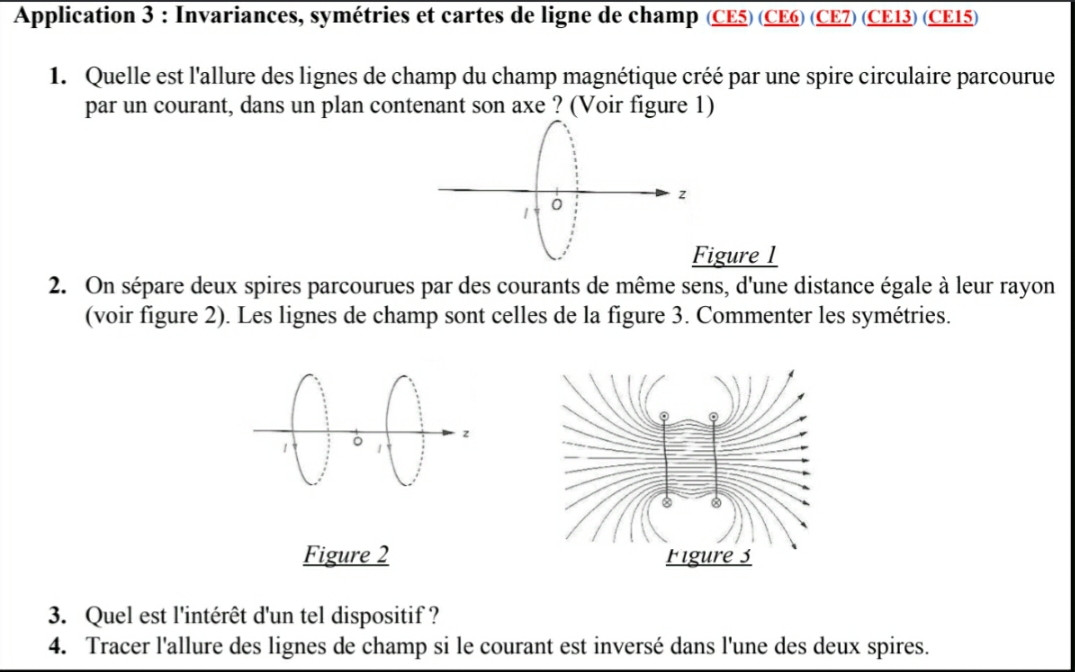 Application 3 : Invariances, symétries et cartes de ligne de champ (CE5) (CE6) (CE7) (CE13) (CE15)
1. Quelle est l'allure des lignes de champ du champ magnétique créé par une spire circulaire parcourue
par un courant, dans un plan contenant son axe ? (Voir figure 1)
z
O
I
Figure 1
2. On sépare deux spires parcourues par des courants de même sens, d'une distance égale à leur rayon
(voir figure 2). Les lignes de champ sont celles de la figure 3. Commenter les symétries.
z
O
I
I
Figure 2
Figure 3
3. Quel est l'intérêt d'un tel dispositif ?
4. Tracer l'allure des lignes de champ si le courant est inversé dans l'une des deux spires.